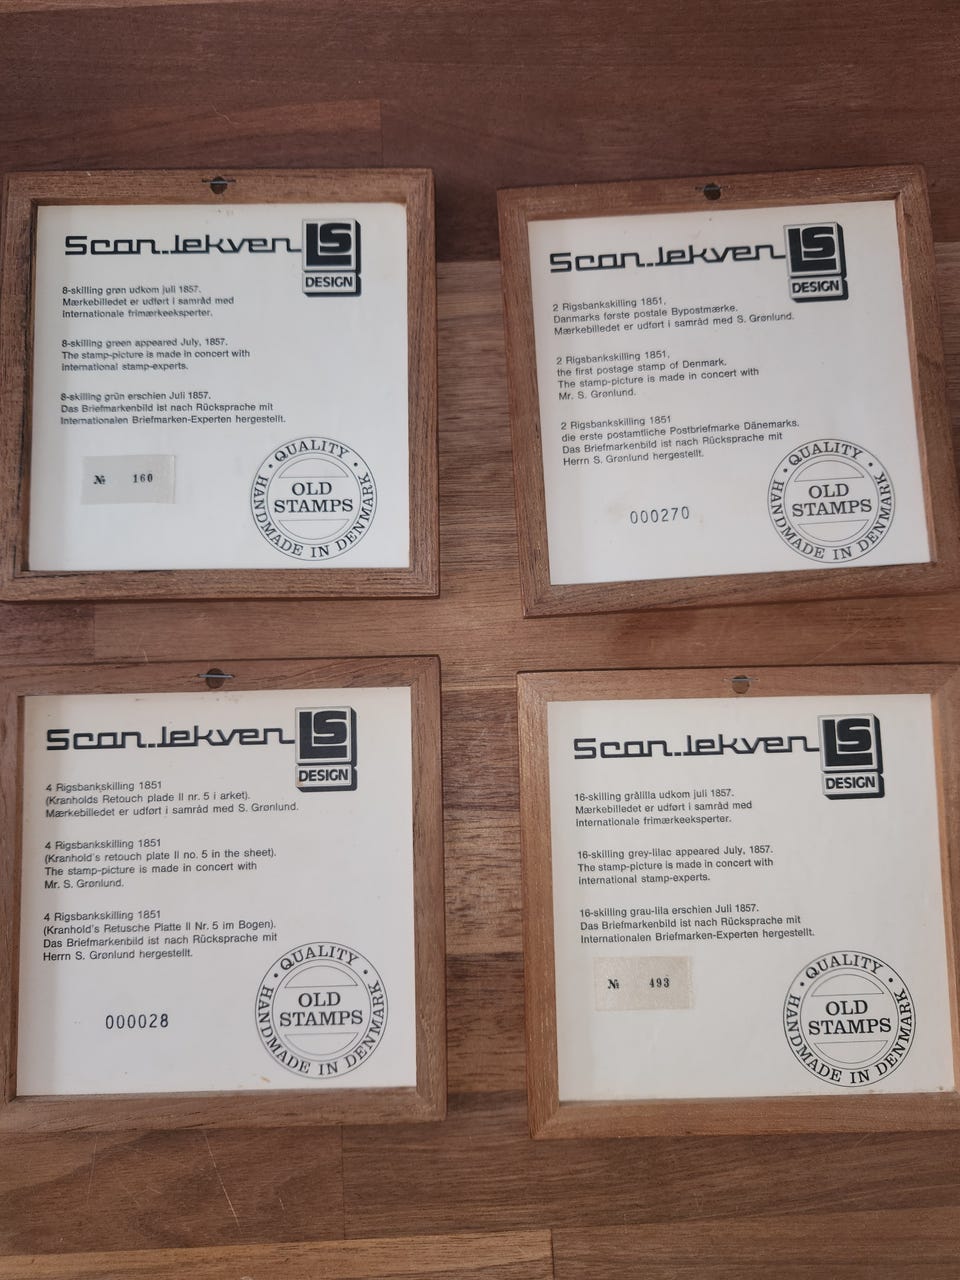 Scan..lekven LS
DESIGN
8-skilling grøn udkom juli 1857.
Mærkebilledet er udført i samråd med
Internationale frimærkeeksperter.
8-skilling green appeared July, 1857.
The stamp-picture is made in concert with
international stamp-experts.
8-skilling grün erschien Juli 1857.
Das Briefmarkenbild ist nach Rücksprache mit
Internationalen Briefmarken-Experten hergestellt.
№ 160
• QUALITY •
OLD
STAMPS
HANDMADE IN DENMARK
Scan..lekven LS
DESIGN
2 Rigsbankskilling 1851,
Danmarks første postale Bypostmærke.
Mærkebilledet er udført i samråd med S. Grønlund.
2 Rigsbankskilling 1851,
the first postage stamp of Denmark.
The stamp-picture is made in concert with
Mr. S. Grønlund.
2 Rigsbankskilling 1851
die erste postamtliche Postbriefmarke Dänemarks.
Das Briefmarkenbild ist nach Rücksprache mit
Herrn S. Grønlund hergestellt.
000270
• QUALITY •
OLD
STAMPS
HANDMADE IN DENMARK
Scan..lekven LS
DESIGN
4 Rigsbankskilling 1851
(Kranholds Retouch plade II nr. 5 i arket).
Mærkebilledet er udført i samråd med S. Grønlund.
4 Rigsbankskilling 1851
(Kranhold's retouch plate II no. 5 in the sheet).
The stamp-picture is made in concert with
Mr. S. Grønlund.
4 Rigsbankskilling 1851
(Kranhold's Retusche Platte II Nr. 5 im Bogen).
Das Briefmarkenbild ist nach Rücksprache mit
Herrn S. Grønlund hergestellt.
000028
• QUALITY •
OLD
STAMPS
HANDMADE IN DENMARK
Scan..lekven LS
DESIGN
16-skilling grålilla udkom juli 1857.
Mærkebilledet er udført i samråd med
Internationale frimærkeeksperter.
16-skilling grey-lilac appeared July, 1857.
The stamp-picture is made in concert with
international stamp-experts.
16-skilling grau-lila erschien Juli 1857.
Das Briefmarkenbild ist nach Rücksprache mit
Internationalen Briefmarken-Experten hergestellt.
№ 493
• QUALITY •
OLD
STAMPS
HANDMADE IN DENMARK